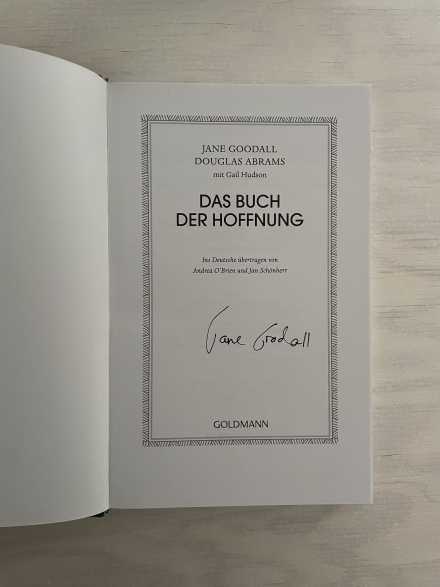 JANE GOODALL
DOUGLAS ABRAMS
mit Gail Hudson
DAS BUCH
DER HOFFNUNG
Ins Deutsche übertragen von
Andrea O'Brien und Jan Schönherr
Jane Goodall
GOLDMANN